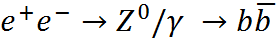 e⁺e⁻ → Z⁰/γ → bb̅